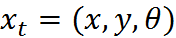 x_t = (x, y, θ)